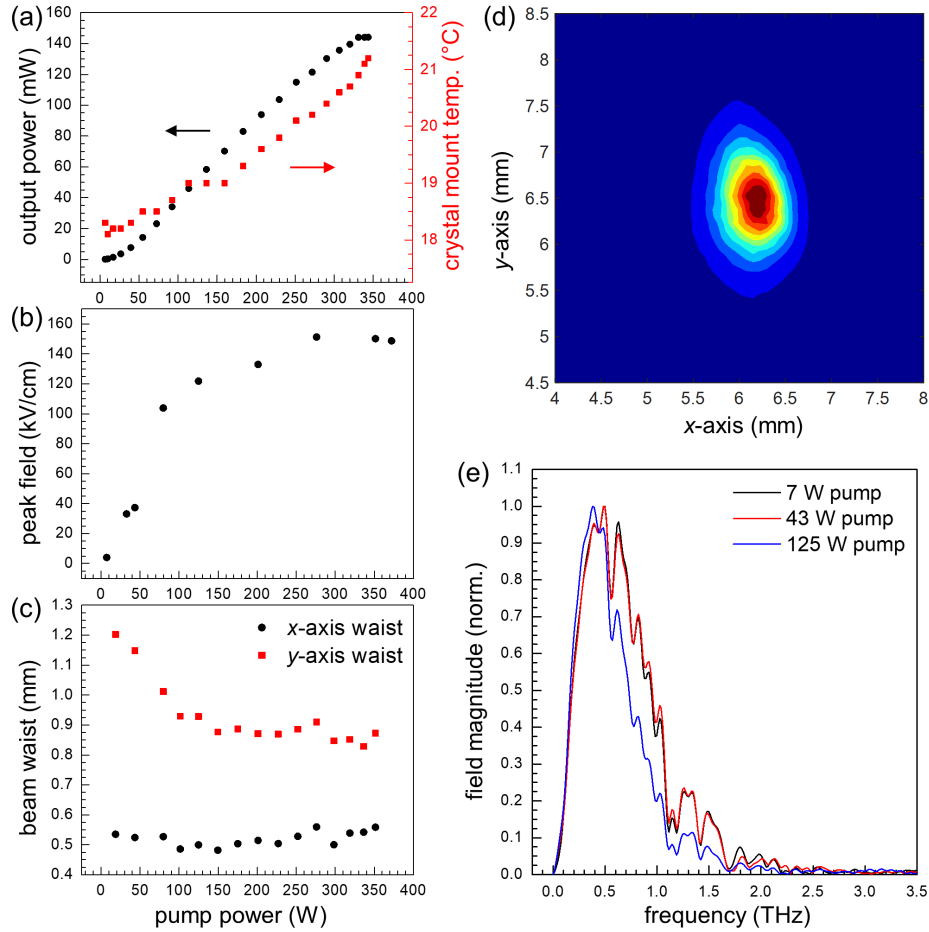 (a)
output power (mW)
160
140
120
100
80
60
40
20
0
crystal mount temp. (°C)
22
21
20
19
18
0 50 100 150 200 250 300 350 400
(b)
peak field (kV/cm)
160
140
120
100
80
60
40
20
0
(c)
beam waist (mm)
1.3
1.2
1.1
1.0
0.9
0.8
0.7
0.6
0.5
0.4
x-axis waist
y-axis waist
0 50 100 150 200 250 300 350 400
pump power (W)
(d)
y-axis (mm)
8.5
8
7.5
7
6.5
6
5.5
5
4.5
4 4.5 5 5.5 6 6.5 7 7.5 8
x-axis (mm)
(e)
field magnitude (norm.)
1.1
1.0
0.9
0.8
0.7
0.6
0.5
0.4
0.3
0.2
0.1
0.0
7 W pump
43 W pump
125 W pump
0.0 0.5 1.0 1.5 2.0 2.5 3.0 3.5
frequency (THz)